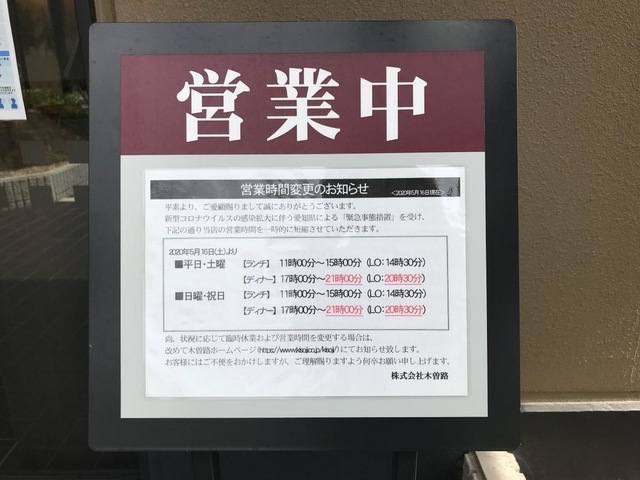 営業中
営業時間変更のお知らせ <2020年5月16日現在>
平素より、ご愛顧賜りまして誠にありがとうございます。
新型コロナウイルスの感染拡大に伴う愛知県による「緊急事態措置」を受け、
下記の通り当店の営業時間を一時的に短縮させていただきます。
2020年5月16日(土)より
■平日・土曜 【ランチ】 11時00分～15時00分 (LO:14時30分)
【ディナー】 17時00分～21時00分 (LO:20時30分)
■日曜・祝日 【ランチ】 11時00分～15時00分 (LO:14時30分)
【ディナー】 17時00分～21時00分 (LO:20時30分)
尚、状況に応じて臨時休業および営業時間を変更する場合は、
改めて木曽路ホームページ(https://www.kisoji.co.jp/kisoji/)にてお知らせ致します。
お客様にはご不便をおかけしますが、ご理解賜りますよう何卒お願い申し上げます。
株式会社木曽路